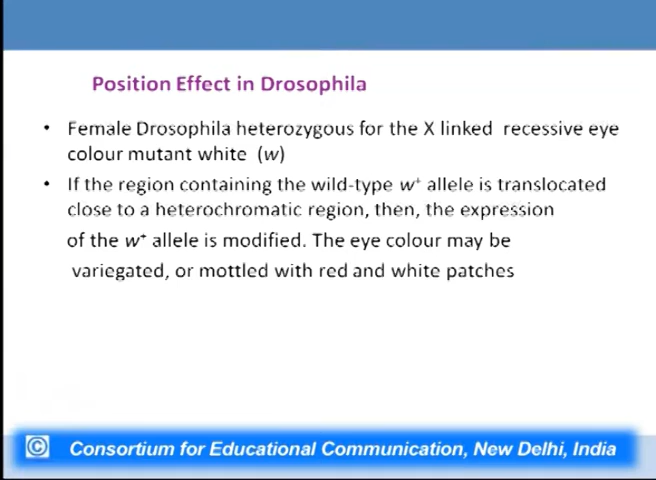 Position Effect in Drosophila
• Female Drosophila heterozygous for the X linked recessive eye
colour mutant white (w)
• If the region containing the wild-type w⁺ allele is translocated
close to a heterochromatic region, then, the expression
of the w⁺ allele is modified. The eye colour may be
variegated, or mottled with red and white patches
© Consortium for Educational Communication, New Delhi, India